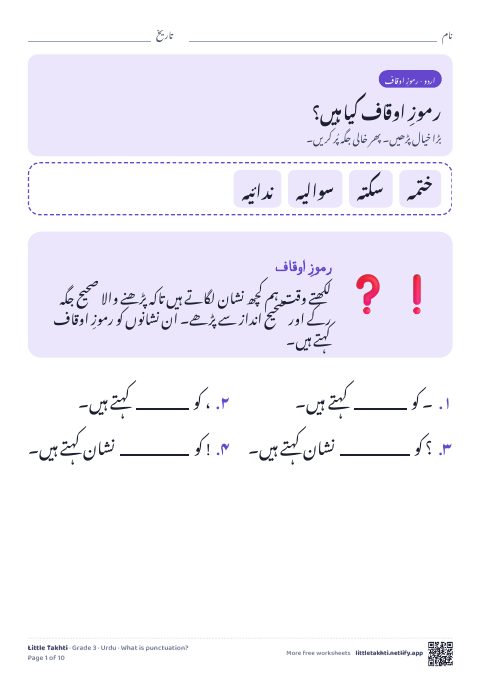 نام تاریخ
اردو · رموزِ اوقاف
رموزِ اوقاف کیا ہیں؟
بڑا خیال پڑھیں۔ پھر خالی جگہ پُر کریں۔
ختمہ سکتہ سوالیہ ندائیہ
رموزِ اوقاف
لکھتے وقت ہم کچھ نشان لگاتے ہیں تاکہ پڑھنے والا صحیح جگہ
رکے اور صحیح انداز سے پڑھے۔ ان نشانوں کو رموزِ اوقاف
کہتے ہیں۔
❓ ❗
۱. ۔ کو ______ کہتے ہیں۔
۲. ، کو ______ کہتے ہیں۔
۳. ؟ کو ______ نشان کہتے ہیں۔
۴. ! کو ______ نشان کہتے ہیں۔
Little Takhti · Grade 3 · Urdu · What is punctuation?
Page 1 of 10
More free worksheets littletakhti.netlify.app